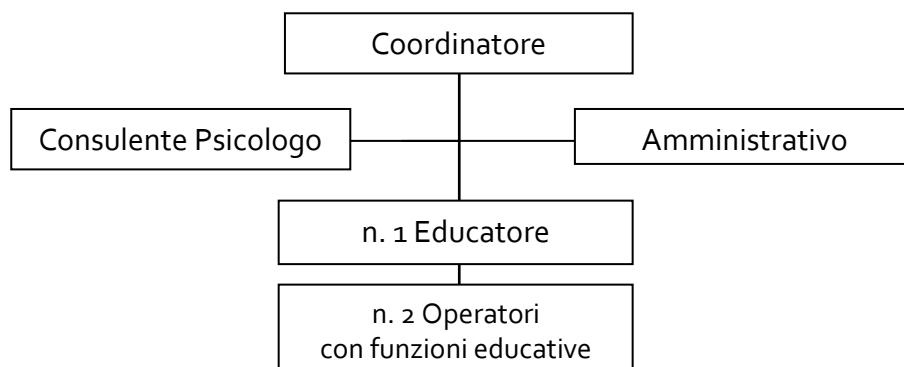 Coordinatore
Consulente Psicologo
Amministrativo
n. 1 Educatore
n. 2 Operatori
con funzioni educative